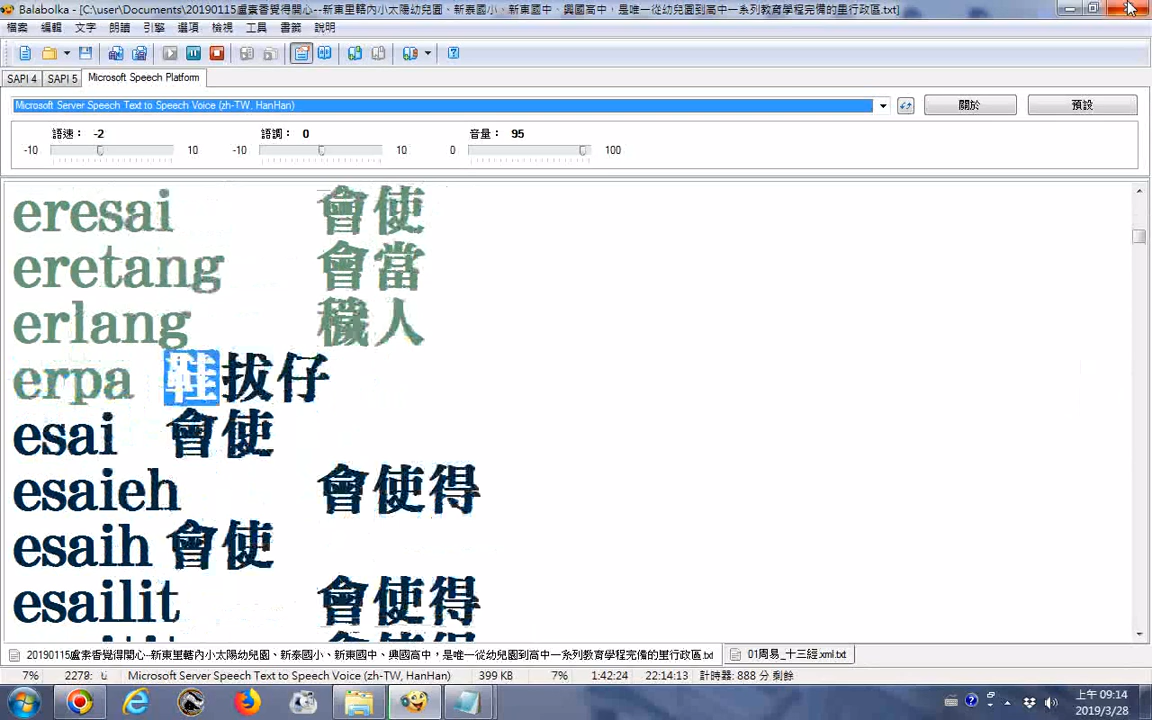 Balabolka - [C:\user\Documents\20190115盧素香覺得開心--新東里轄內小太陽幼兒園、新泰國小、新東國中、興國高中，是唯一從幼兒園到高中一系列教育學程完備的里行政區.txt]
檔案 編輯 文字 朗讀 引擎 選項 檢視 工具 書籤 說明
SAPI 4 SAPI 5 Microsoft Speech Platform
Microsoft Server Speech Text to Speech Voice (zh-TW, HanHan) 關於 預設
語速： -2 語調： 0 音量： 95
-10 10 -10 10 0 100
eresai 會使
eretang 會當
erlang 穢人
erpa 鞋拔仔
esai 會使
esaieh 會使得
esaih 會使
esailit 會使得
20190115盧素香覺得開心--新東里轄內小太陽幼兒園、新泰國小、新東國中、興國高中，是唯一從幼兒園到高中一系列教育學程完備的里行政區.txt 01周易_十三經.xml.txt
7% 2278: Microsoft Server Speech Text to Speech Voice (zh-TW, HanHan) 399 KB 7% 1:42:24 22:14:13 計時器: 888 分 剩餘
上午 09:14
2019/3/28